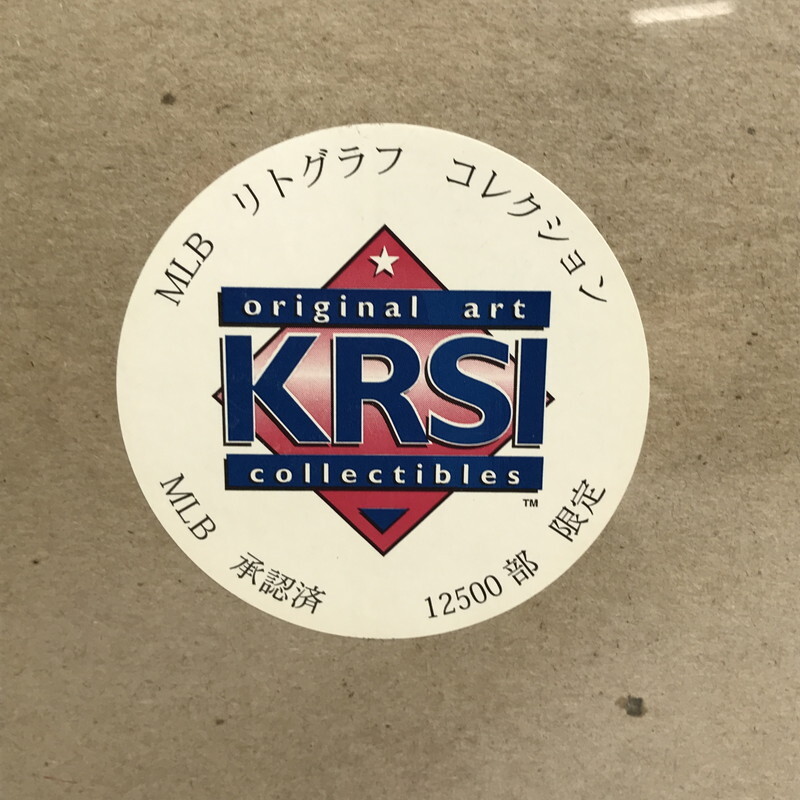 MLB リトグラフ コレクション
original art
KRSI
collectibles
TM
MLB 承認済 12500部 限定